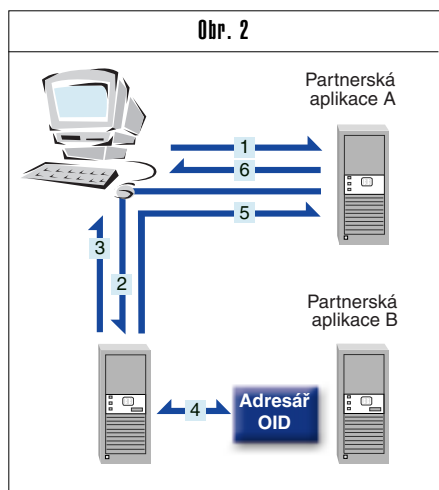 Obr. 2
Partnerská
aplikace A
1
6
5
3
2
Partnerská
aplikace B
4
Adresář
OID